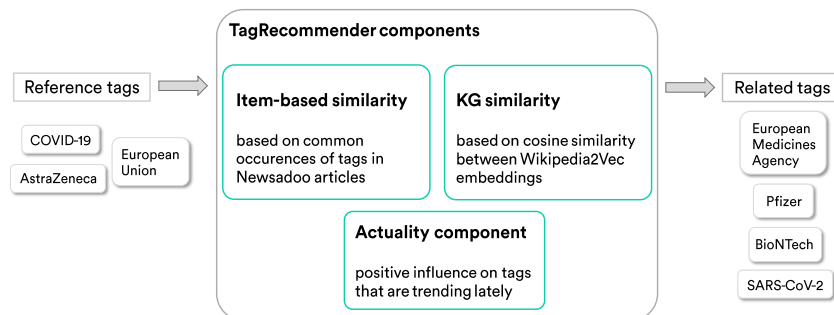 TagRecommender components
Reference tags
COVID-19
AstraZeneca
European
Union
Item-based similarity
based on common
occurences of tags in
Newsadoo articles
KG similarity
based on cosine similarity
between Wikipedia2Vec
embeddings
Actuality component
positive influence on tags
that are trending lately
Related tags
European
Medicines
Agency
Pfizer
BioNTech
SARS-CoV-2